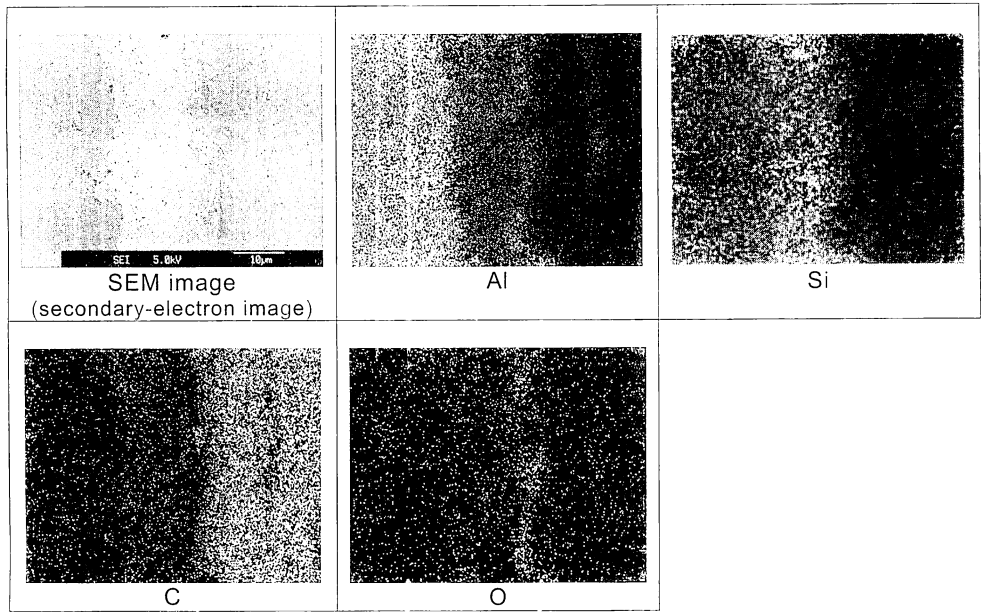 SEI 5.0kV 10μm
SEM image
(secondary-electron image)
Al
Si
C
O